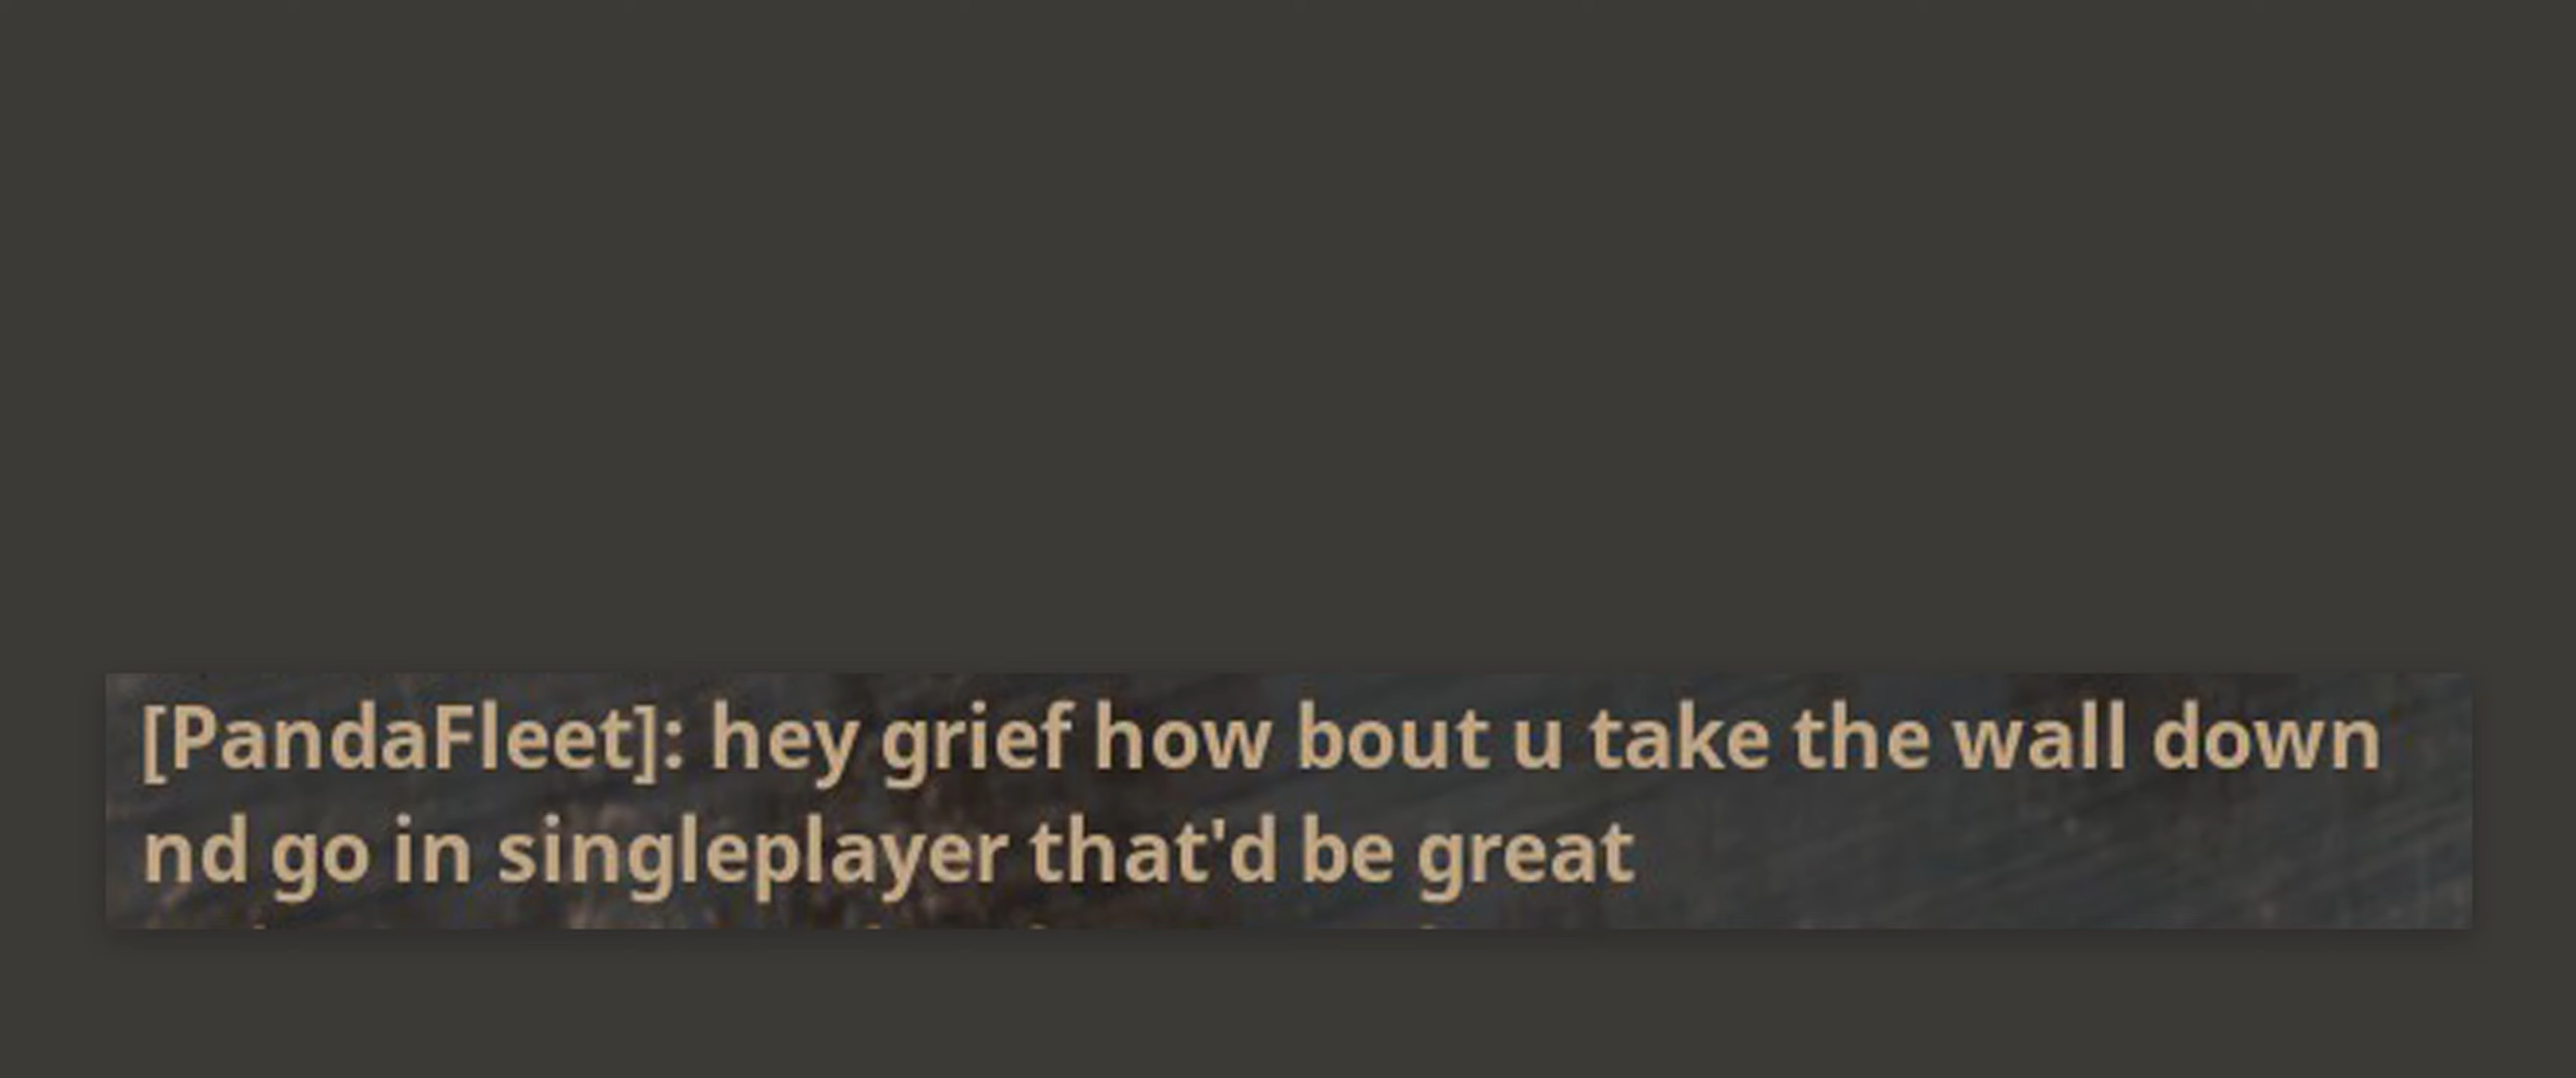 [PandaFleet]: hey grief how bout u take the wall down
nd go in singleplayer that'd be great